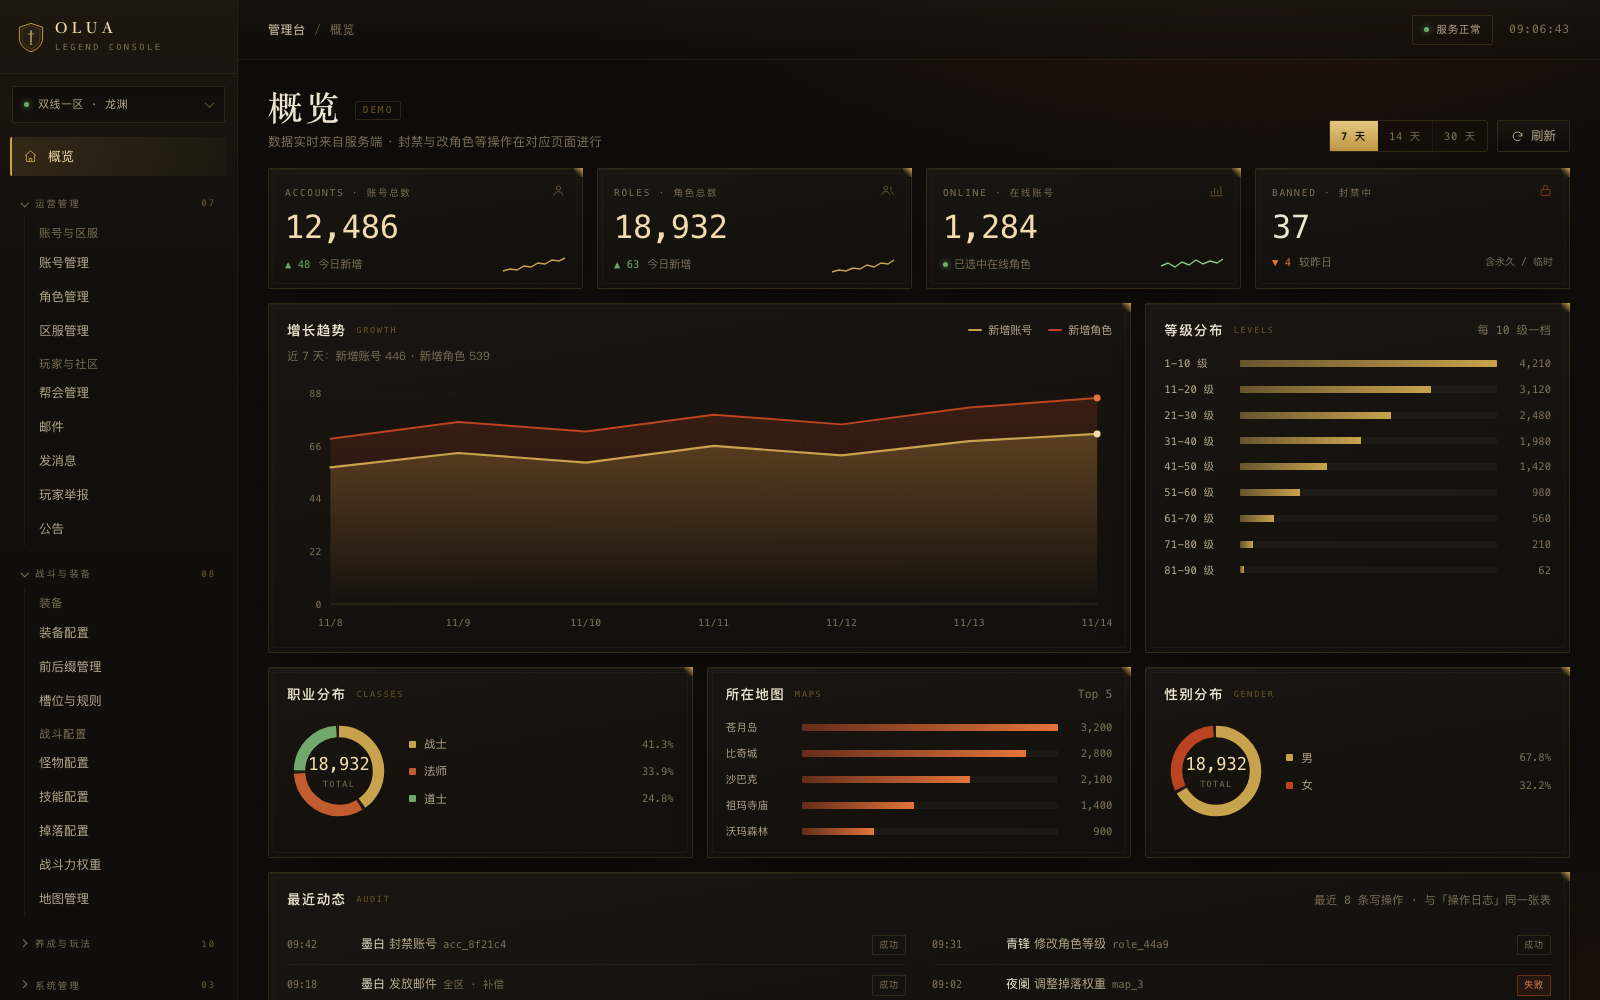 OLUA
LEGEND CONSOLE
双线一区 · 龙渊
概览
运营管理 07
账号与区服
账号管理
角色管理
区服管理
玩家与社区
帮会管理
邮件
发消息
玩家举报
公告
战斗与装备 08
装备
装备配置
前后缀管理
槽位与规则
战斗配置
怪物配置
技能配置
掉落配置
战斗力权重
地图管理
养成与玩法 10
系统管理 03
管理台 / 概览
服务正常 09:06:43
概览 DEMO
数据实时来自服务端 · 封禁与改角色等操作在对应页面进行
7 天 14 天 30 天 刷新
ACCOUNTS · 账号总数
12,486
▲ 48 今日新增
ROLES · 角色总数
18,932
▲ 63 今日新增
ONLINE · 在线账号
1,284
已选中在线角色
BANNED · 封禁中
37
▼ 4 较昨日 含永久 / 临时
增长趋势 GROWTH 新增账号 新增角色
近 7 天: 新增账号 446 · 新增角色 539
88
66
44
22
0
11/8 11/9 11/10 11/11 11/12 11/13 11/14
等级分布 LEVELS 每 10 级一档
1-10 级 4,210
11-20 级 3,120
21-30 级 2,480
31-40 级 1,980
41-50 级 1,420
51-60 级 980
61-70 级 560
71-80 级 210
81-90 级 62
职业分布 CLASSES
18,932
TOTAL
战士 41.3%
法师 33.9%
道士 24.8%
所在地图 MAPS Top 5
苍月岛 3,200
比奇城 2,800
沙巴克 2,100
祖玛寺庙 1,400
沃玛森林 900
性别分布 GENDER
18,932
TOTAL
男 67.8%
女 32.2%
最近动态 AUDIT 最近 8 条写操作 · 与「操作日志」同一张表
09:42 墨白 封禁账号 acc_8f21c4 成功
09:31 青锋 修改角色等级 role_44a9 成功
09:18 墨白 发放邮件 全区 · 补偿 成功
09:02 夜阑 调整掉落权重 map_3 失败